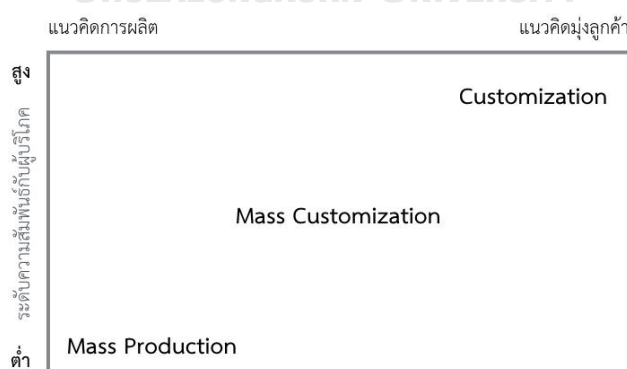 แนวคิดการผลิต
แนวคิดมุ่งลูกค้า
สูง
Customization
ระดับความสัมพันธ์กับผู้บริโภค
Mass Customization
Mass Production
ต่ำ